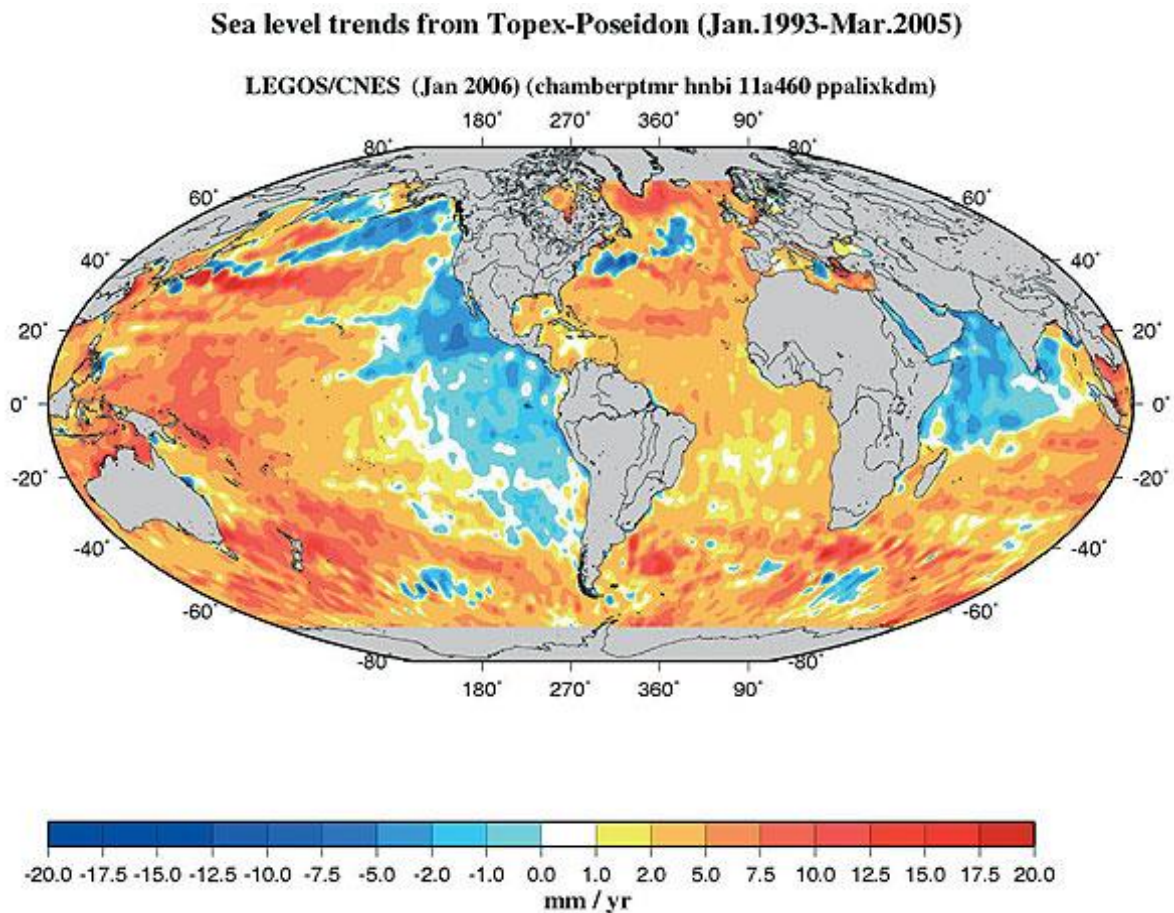 Sea level trends from Topex-Poseidon (Jan.1993-Mar.2005)
LEGOS/CNES (Jan 2006) (chamberptmr hnbi 11a460 ppalixkdm)
180˚ 270˚ 360˚ 90˚
80˚ 80˚
60˚ 60˚
40˚ 40˚
20˚ 20˚
0˚ 0˚
-20˚ -20˚
-40˚ -40˚
-60˚ -60˚
-80˚ -80˚
180˚ 270˚ 360˚ 90˚
-20.0 -17.5 -15.0 -12.5 -10.0 -7.5 -5.0 -2.0 -1.0 0.0 1.0 2.0 5.0 7.5 10.0 12.5 15.0 17.5 20.0
mm / yr